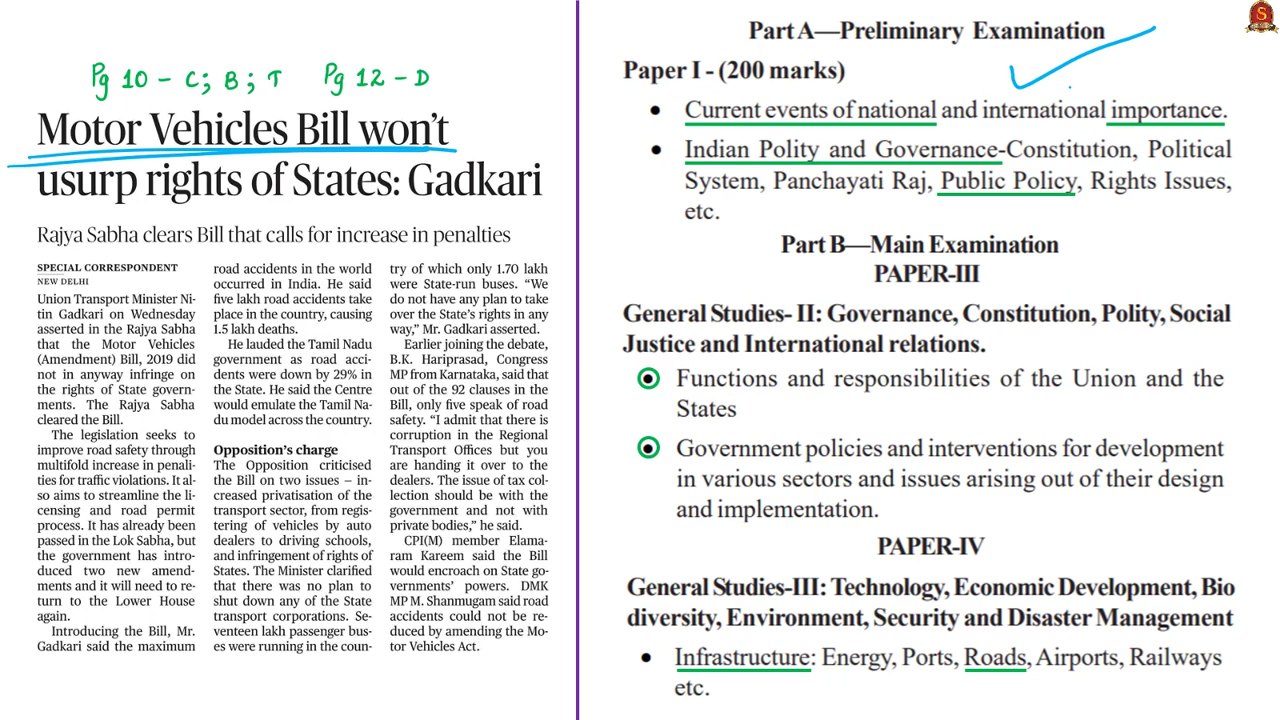 Pg 10 - C; B; T Pg 12 - D
Motor Vehicles Bill won't
usurp rights of States: Gadkari
Rajya Sabha clears Bill that calls for increase in penalties
SPECIAL CORRESPONDENT
NEW DELHI
Union Transport Minister Ni-
tin Gadkari on Wednesday
asserted in the Rajya Sabha
that the Motor Vehicles
(Amendment) Bill, 2019 did
not in anyway infringe on
the rights of State govern-
ments. The Rajya Sabha
cleared the Bill.
The legislation seeks to
improve road safety through
multifold increase in penali-
ties for traffic violations. It al-
so aims to streamline the li-
censing and road permit
process. It has already been
passed in the Lok Sabha, but
the government has intro-
duced two new amend-
ments and it will need to re-
turn to the Lower House
again.
Introducing the Bill, Mr.
Gadkari said the maximum
road accidents in the world
occurred in India. He said
five lakh road accidents take
place in the country, causing
1.5 lakh deaths.
He lauded the Tamil Nadu
government as road acci-
dents were down by 29% in
the State. He said the Centre
would emulate the Tamil Na-
du model across the country.
Opposition's charge
The Opposition criticised
the Bill on two issues – in-
creased privatisation of the
transport sector, from regis-
tering of vehicles by auto
dealers to driving schools,
and infringement of rights of
States. The Minister clarified
that there was no plan to
shut down any of the State
transport corporations. Se-
venteen lakh passenger bus-
es were running in the coun-
try of which only 1.70 lakh
were State-run buses. "We
do not have any plan to take
over the State's rights in any
way," Mr. Gadkari asserted.
Earlier joining the debate,
B.K. Hariprasad, Congress
MP from Karnataka, said that
out of the 92 clauses in the
Bill, only five speak of road
safety. "I admit that there is
corruption in the Regional
Transport Offices but you
are handing it over to the
dealers. The issue of tax col-
lection should be with the
government and not with
private bodies," he said.
CPI(M) member Elama-
ram Kareem said the Bill
would encroach on State go-
vernments' powers. DMK
MP M. Shanmugam said road
accidents could not be re-
duced by amending the Mo-
tor Vehicles Act.
Part A—Preliminary Examination
Paper I - (200 marks)
• Current events of national and international importance.
• Indian Polity and Governance-Constitution, Political
System, Panchayati Raj, Public Policy, Rights Issues,
etc.
Part B—Main Examination
PAPER-III
General Studies- II: Governance, Constitution, Polity, Social
Justice and International relations.
• Functions and responsibilities of the Union and the
States
• Government policies and interventions for development
in various sectors and issues arising out of their design
and implementation.
PAPER-IV
General Studies-III: Technology, Economic Development, Bio
diversity, Environment, Security and Disaster Management
• Infrastructure: Energy, Ports, Roads, Airports, Railways
etc.